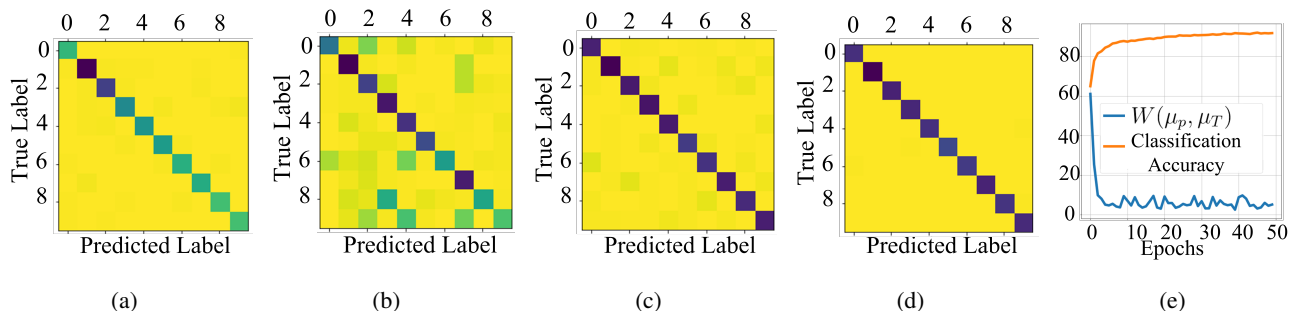 0 2 4 6 8
0
2
4
6
8
True Label
Predicted Label
(a)
0 2 4 6 8
0
2
4
6
8
True Label
Predicted Label
(b)
0 2 4 6 8
0
2
4
6
8
True Label
Predicted Label
(c)
0 2 4 6 8
0
2
4
6
8
True Label
Predicted Label
(d)
80
60
40
20
0
W(μ_p, μ_T)
Classification
Accuracy
0 10 20 30 40 50
Epochs
(e)